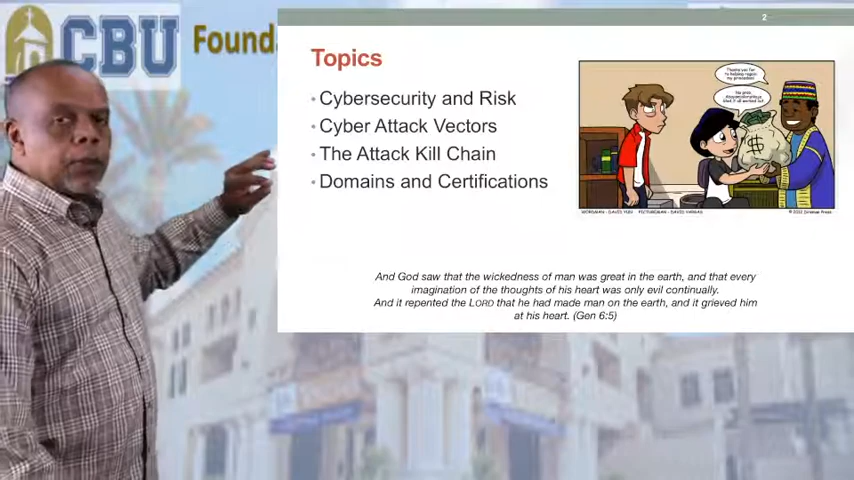 CBU
Found
2
Topics
• Cybersecurity and Risk
• Cyber Attack Vectors
• The Attack Kill Chain
• Domains and Certifications
And God saw that the wickedness of man was great in the earth, and that every
imagination of the thoughts of his heart was only evil continually.
And it repented the LORD that he had made man on the earth, and it grieved him
at his heart. (Gen 6:5)